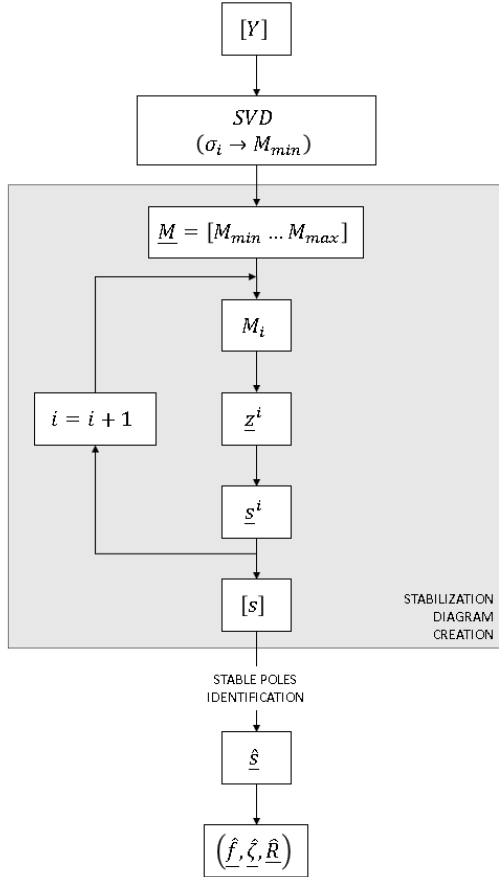 [Y]
SVD
(σ_i → M_min)
M̲ = [M_min ... M_max]
M_i
i = i + 1
z̲^i
s̲^i
[s]
STABILIZATION
DIAGRAM
CREATION
STABLE POLES
IDENTIFICATION
ŝ̲
(f̲̂, ζ̲̂, R̲̂)